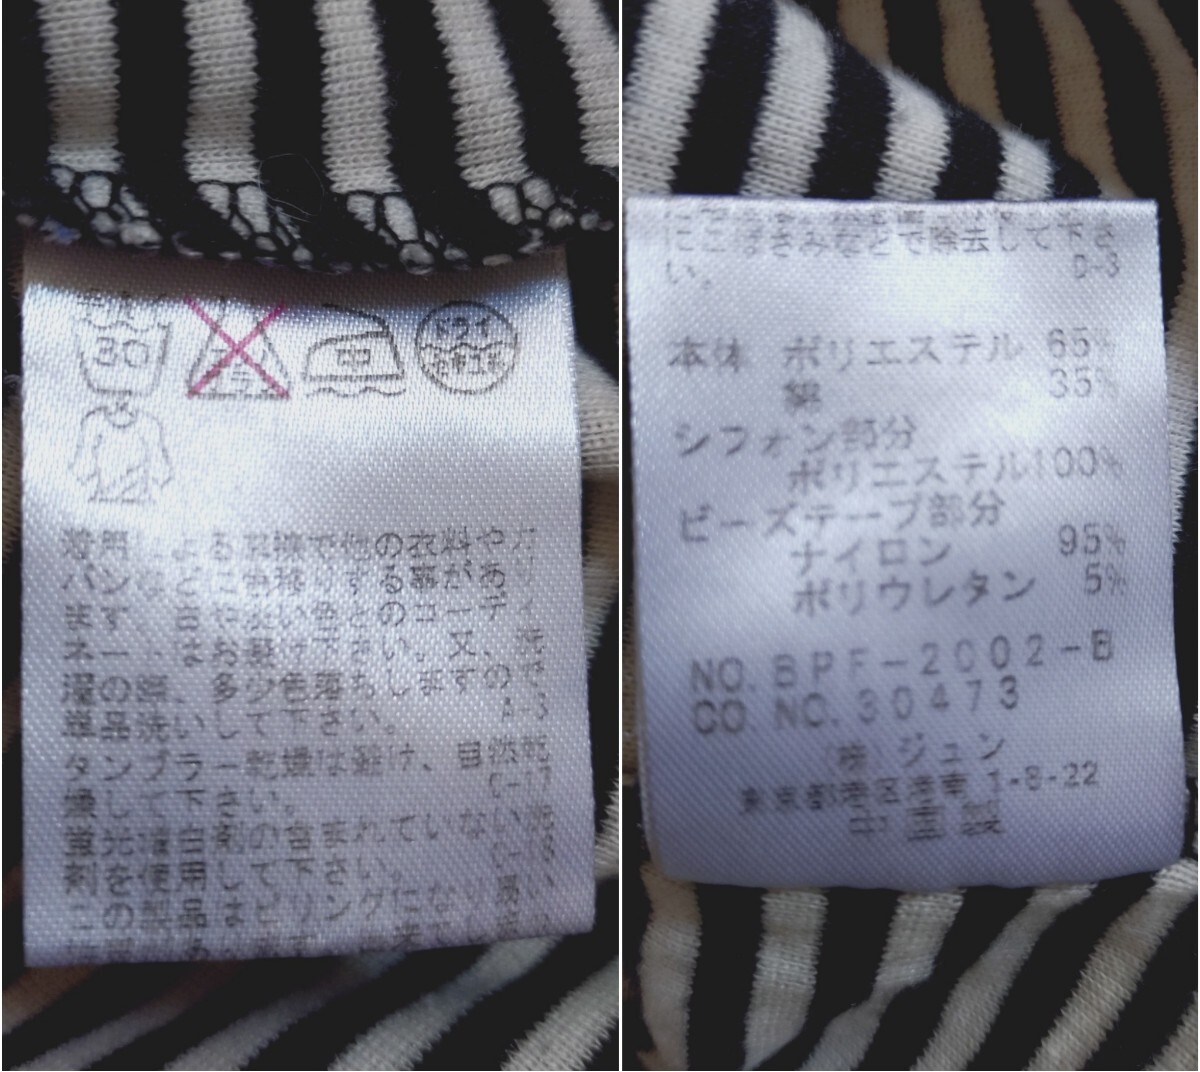 30
中
ドライ
着用による摩擦で他の衣料やカ
バンなどに色移りする事があり
ます 白や淡い色とのコーディ
ネー はお避け下さい。又、洗
濯の際、多少色落ちしますので
A-3
単品洗いして下さい。
タンブラー乾燥は避け、自然乾
C-17
燥して下さい。
蛍光増白剤の含まれていない洗
C-18
剤を使用して下さい。
この製品はピリングになり易い
にてはさみなどで除去して下さ
い。 D-3
本体 ポリエステル 65%
綿 35%
シフォン部分
ポリエステル100%
ビーズテープ部分
ナイロン 95%
ポリウレタン 5%
NO. BPF-2002-B
CO NO. 30473
(株)ジュン
東京都港区港南 1-8-22
中国製